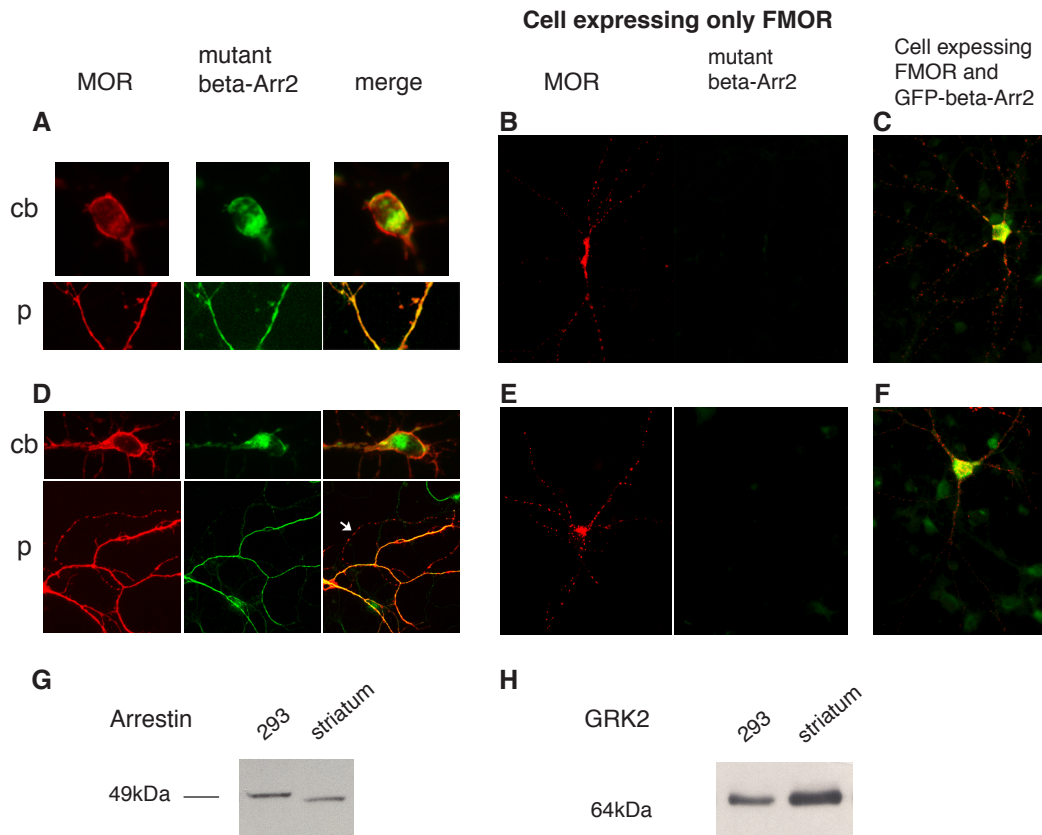 Cell expressing only FMOR
MOR
mutant
beta-Arr2
merge
MOR
mutant
beta-Arr2
Cell expessing
FMOR and
GFP-beta-Arr2
A
B
C
cb
p
D
E
F
cb
p
G
H
Arrestin
293
striatum
GRK2
293
striatum
49kDa
64kDa